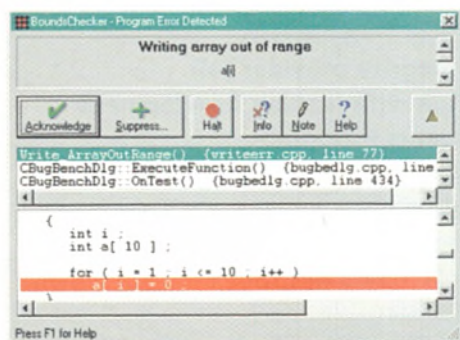 BoundsChecker - Program Error Detected
Writing array out of range
a[i]
Acknowledge Suppress... Halt Info Note Help
Write_ArrayOutRange() {writeerr.cpp, line 77}
CBugBenchDlg::ExecuteFunction() {bugbedlg.cpp, line
CBugBenchDlg::OnTest() {bugbedlg.cpp, line 434}
{
int i ;
int a[ 10 ] ;
for ( i = 1 ; i <= 10 ; i++ )
a[ i ] = 0 ;
}
Press F1 for Help